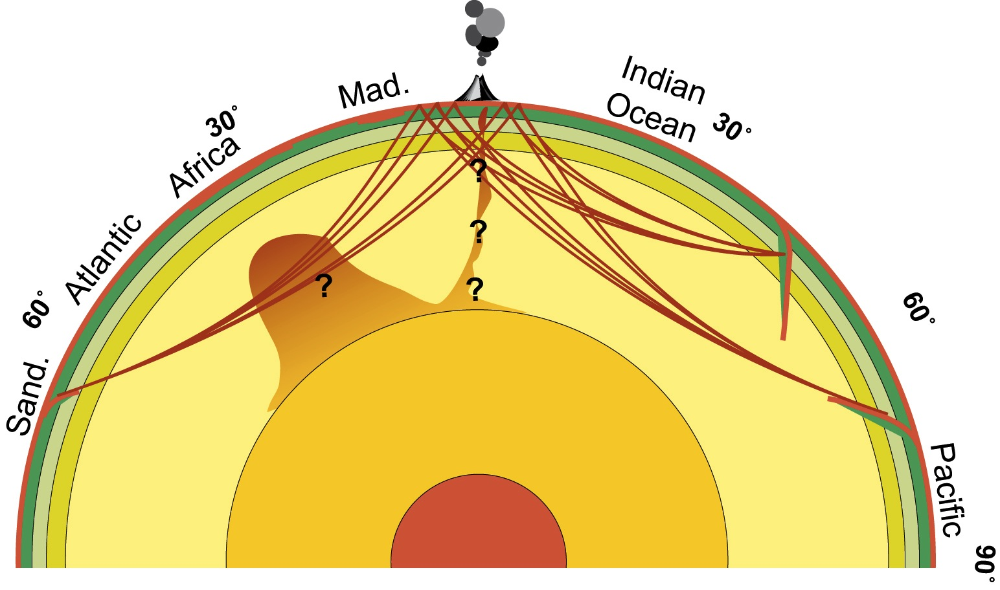 Mad.
Indian
Ocean
30°
30°
Africa
Atlantic
60°
60°
Sand.
Pacific
90°
?
?
?
?